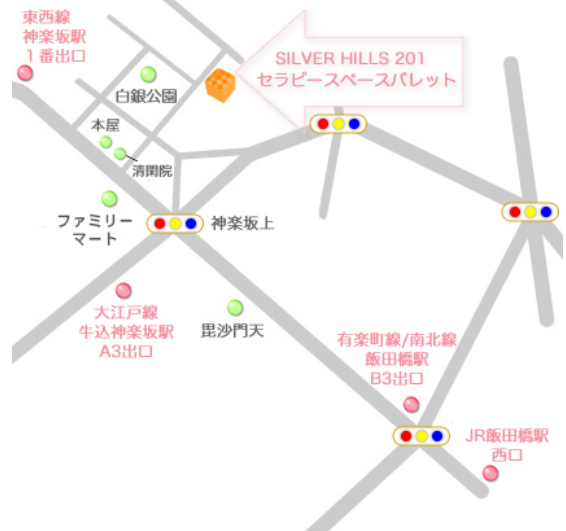 東西線
神楽坂駅
1番出口
SILVER HILLS 201
セラピースペースパレット
白銀公園
本屋
清閑院
ファミリー
マート
神楽坂上
大江戸線
牛込神楽坂駅
A3出口
毘沙門天
有楽町線/南北線
飯田橋駅
B3出口
JR飯田橋駅
西口